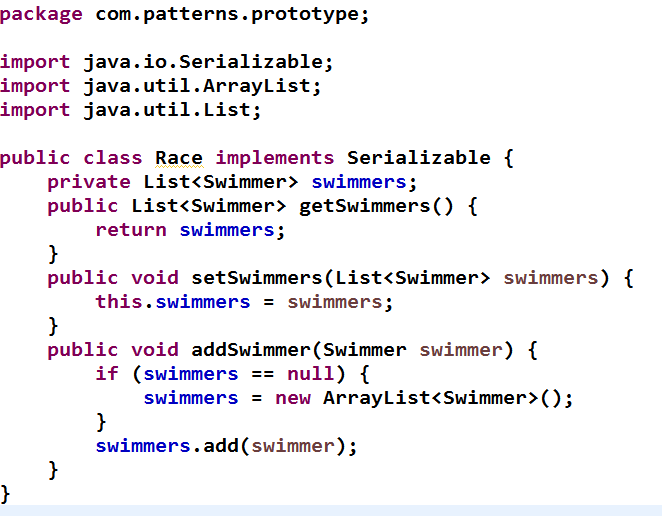 package com.patterns.prototype;
import java.io.Serializable;
import java.util.ArrayList;
import java.util.List;
public class Race implements Serializable {
    private List<Swimmer> swimmers;
    public List<Swimmer> getSwimmers() {
        return swimmers;
    }
    public void setSwimmers(List<Swimmer> swimmers) {
        this.swimmers = swimmers;
    }
    public void addSwimmer(Swimmer swimmer) {
        if (swimmers == null) {
            swimmers = new ArrayList<Swimmer>();
        }
        swimmers.add(swimmer);
    }
}